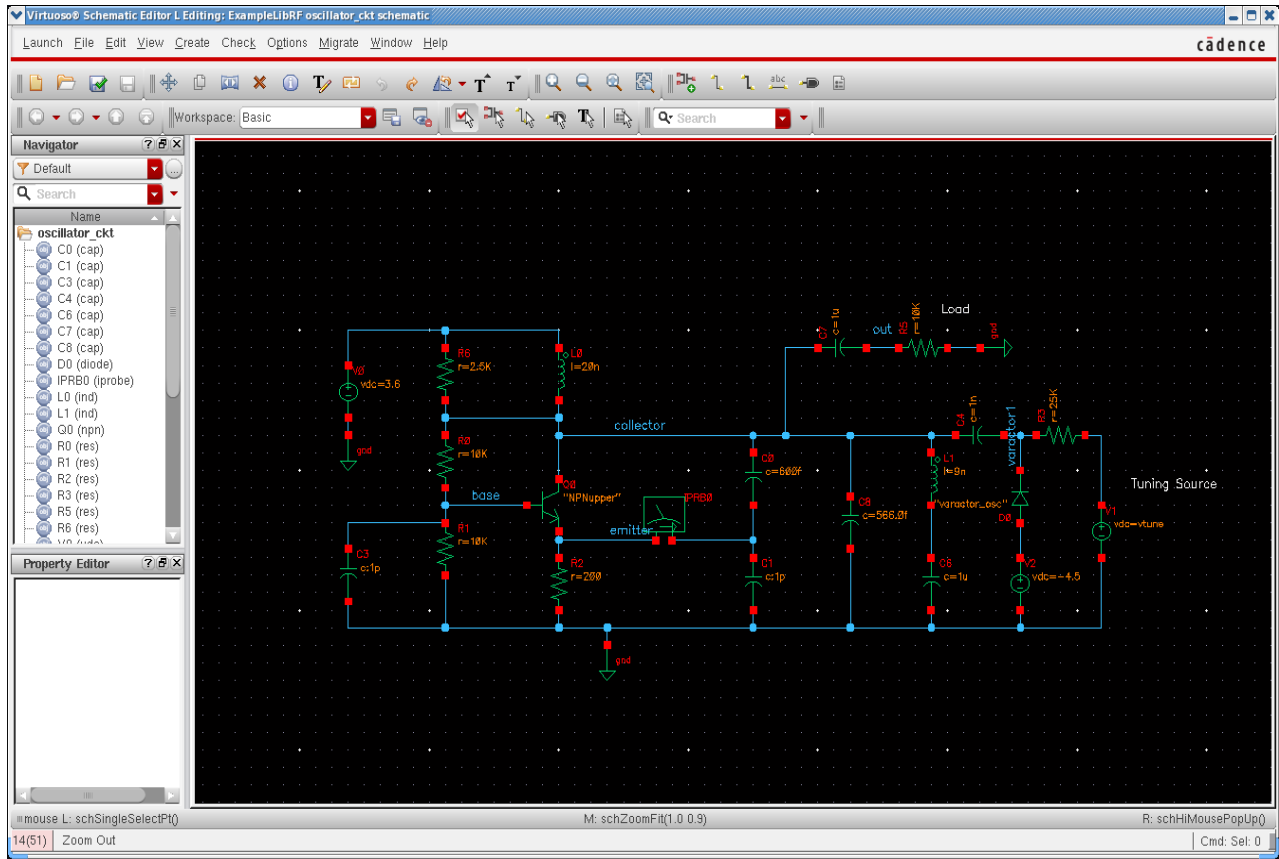 Virtuoso® Schematic Editor L Editing: ExampleLibRF oscillator_ckt schematic
Launch File Edit View Create Check Options Migrate Window Help
cādence
Workspace: Basic
Search
Navigator
Default
Search
Name
oscillator_ckt
C0 (cap)
C1 (cap)
C3 (cap)
C4 (cap)
C6 (cap)
C7 (cap)
C8 (cap)
D0 (diode)
IPRB0 (iprobe)
L0 (ind)
L1 (ind)
Q0 (npn)
R0 (res)
R1 (res)
R2 (res)
R3 (res)
R5 (res)
R6 (res)
Property Editor
V0
vdc=3.6
gnd
R6
r=2.5K
L0
l=20n
R0
r=10K
base
C3
c:1p
R1
r=10K
collector
Q0
"NPNupper"
emitter
IPRB0
R2
r=200
gnd
C0
c=600f
C1
c:1p
C7
c=1u
out
R5
r=10K
Load
gnd
C8
c=566.0f
L1
l=9n
"varactor_osc"
C6
c=1u
C4
c=1n
varactor1
R3
r=25K
D0
V2
vdc=-4.5
Tuning Source
V1
vdc=vtune
mouse L: schSingleSelectPt()
M: schZoomFit(1.0 0.9)
R: schHiMousePopUp()
14(51)
Zoom Out
Cmd: Sel: 0